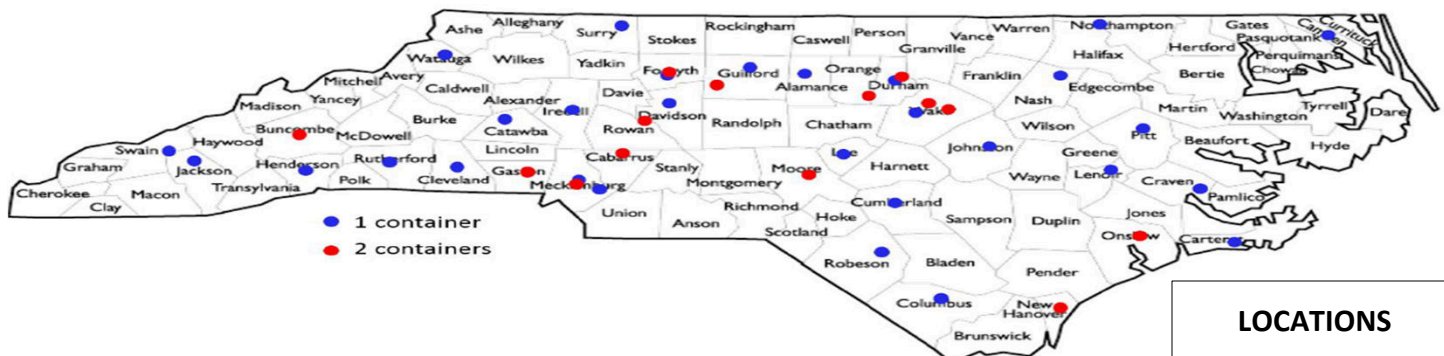 Ashe
Alleghany
Surry
Stokes
Rockingham
Caswell
Person
Vance
Warren
Northampton
Gates
Currituck
Camden
Pasquotank
Perquimans
Chowan
Hertford
Halifax
Granville
Watauga
Wilkes
Yadkin
Forsyth
Guilford
Orange
Alamance
Durham
Franklin
Nash
Edgecombe
Bertie
Martin
Washington
Tyrrell
Dare
Mitchell
Avery
Caldwell
Alexander
Iredell
Davie
Davidson
Randolph
Chatham
Wake
Wilson
Pitt
Beaufort
Hyde
Madison
Yancey
Buncombe
McDowell
Burke
Catawba
Rowan
Lee
Johnston
Greene
Haywood
Swain
Graham
Jackson
Henderson
Rutherford
Cleveland
Lincoln
Gaston
Cabarrus
Stanly
Montgomery
Moore
Harnett
Wayne
Lenoir
Craven
Pamlico
Cherokee
Clay
Macon
Transylvania
Polk
Mecklenburg
Union
Anson
Richmond
Hoke
Scotland
Cumberland
Sampson
Duplin
Jones
Onslow
Carteret
Robeson
Bladen
Pender
Columbus
New
Hanover
Brunswick
1 container
2 containers
LOCATIONS